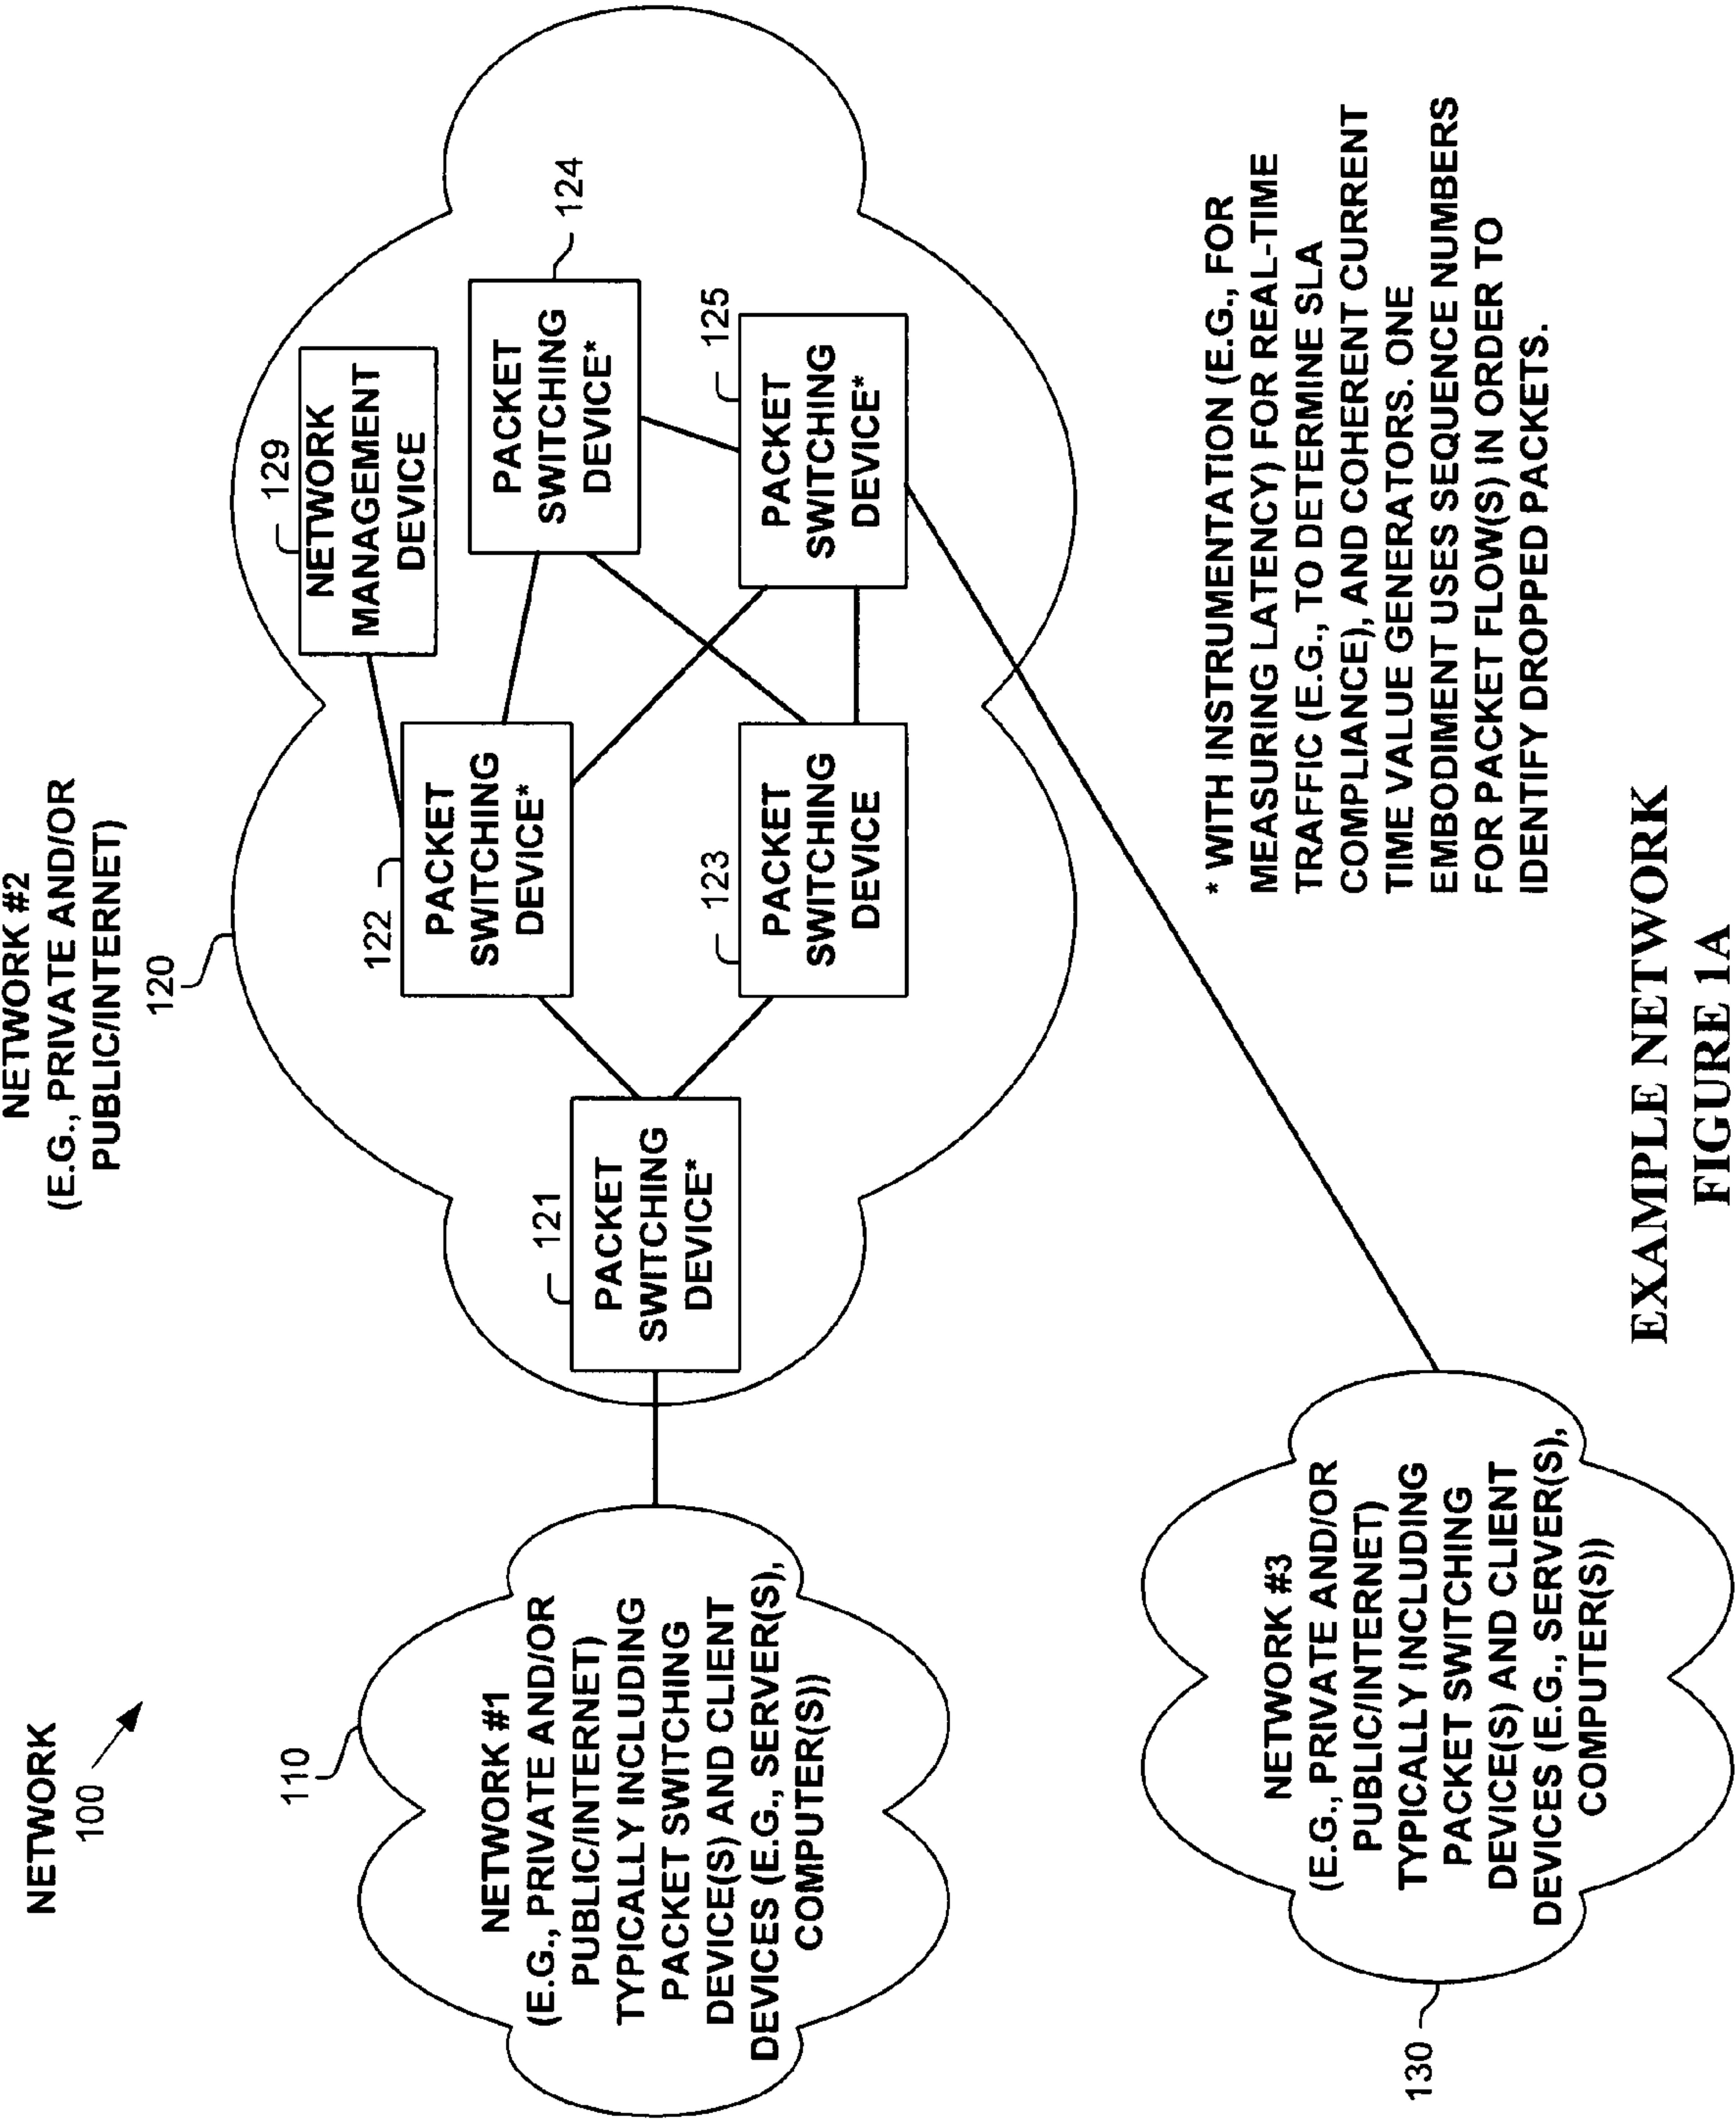 NETWORK
100
NETWORK #2
(E.G., PRIVATE AND/OR
PUBLIC/INTERNET)
120
110
NETWORK #1
(E.G., PRIVATE AND/OR
PUBLIC/INTERNET)
TYPICALLY INCLUDING
PACKET SWITCHING
DEVICE(S) AND CLIENT
DEVICES (E.G., SERVER(S),
COMPUTER(S))
121
PACKET
SWITCHING
DEVICE*
122
PACKET
SWITCHING
DEVICE*
123
PACKET
SWITCHING
DEVICE
129
NETWORK
MANAGEMENT
DEVICE
124
PACKET
SWITCHING
DEVICE*
125
PACKET
SWITCHING
DEVICE*
130
NETWORK #3
(E.G., PRIVATE AND/OR
PUBLIC/INTERNET)
TYPICALLY INCLUDING
PACKET SWITCHING
DEVICE(S) AND CLIENT
DEVICES (E.G., SERVER(S),
COMPUTER(S))
* WITH INSTRUMENTATION (E.G., FOR
MEASURING LATENCY) FOR REAL-TIME
TRAFFIC (E.G., TO DETERMINE SLA
COMPLIANCE), AND COHERENT CURRENT
TIME VALUE GENERATORS. ONE
EMBODIMENT USES SEQUENCE NUMBERS
FOR PACKET FLOW(S) IN ORDER TO
IDENTIFY DROPPED PACKETS.
EXAMPLE NETWORK
FIGURE 1A